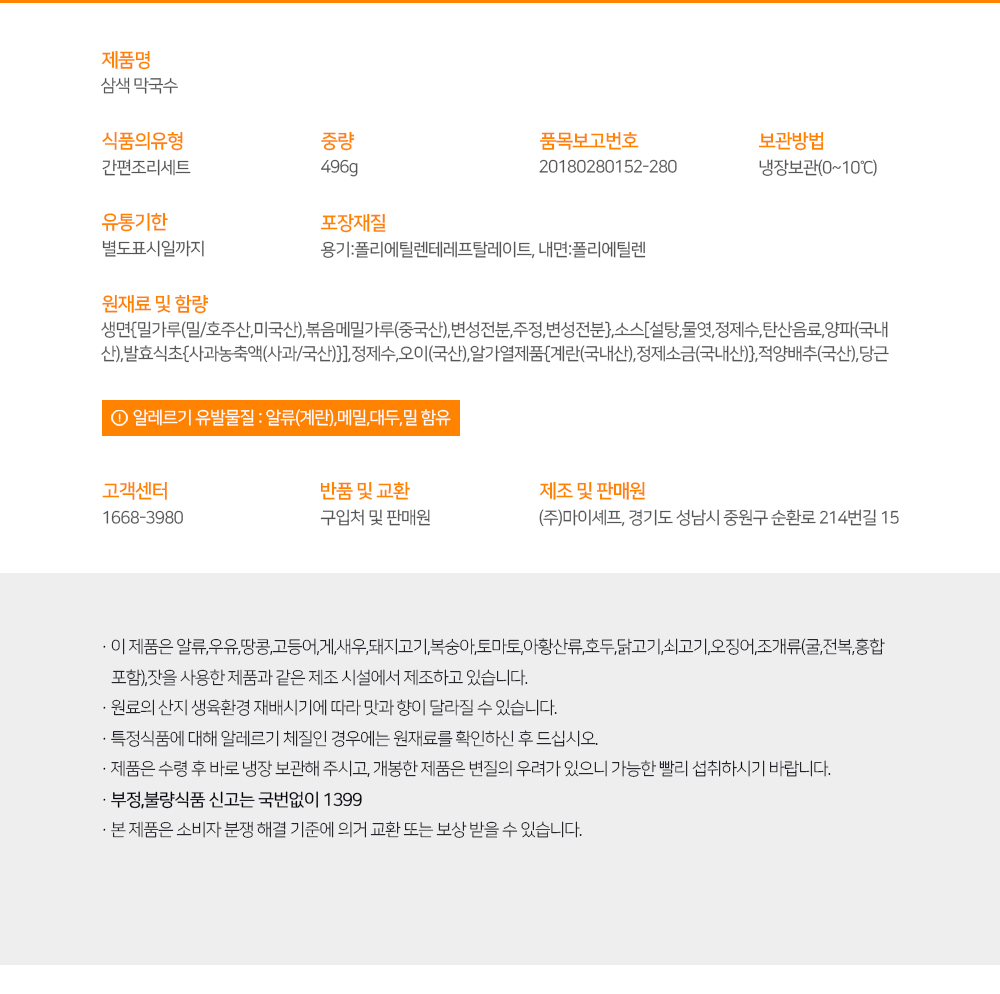 제품명
삼색 막국수
식품의유형
간편조리세트
중량
496g
품목보고번호
20180280152-280
보관방법
냉장보관(0~10℃)
유통기한
별도표시일까지
포장재질
용기:폴리에틸렌테레프탈레이트, 내면:폴리에틸렌
원재료 및 함량
생면{밀가루(밀/호주산,미국산),볶음메밀가루(중국산),변성전분,주정,변성전분},소스[설탕,물엿,정제수,탄산음료,양파(국내
산),발효식초{사과농축액(사과/국산)}],정제수,오이(국산),알가열제품{계란(국내산),정제소금(국내산)},적양배추(국산),당근
알레르기 유발물질 : 알류(계란),메밀,대두,밀 함유
고객센터
1668-3980
반품 및 교환
구입처 및 판매원
제조 및 판매원
(주)마이셰프, 경기도 성남시 중원구 순환로 214번길 15
· 이 제품은 알류,우유,땅콩,고등어,게,새우,돼지고기,복숭아,토마토,아황산류,호두,닭고기,쇠고기,오징어,조개류(굴,전복,홍합
포함),잣을 사용한 제품과 같은 제조 시설에서 제조하고 있습니다.
· 원료의 산지 생육환경 재배시기에 따라 맛과 향이 달라질 수 있습니다.
· 특정식품에 대해 알레르기 체질인 경우에는 원재료를 확인하신 후 드십시오.
· 제품은 수령 후 바로 냉장 보관해 주시고, 개봉한 제품은 변질의 우려가 있으니 가능한 빨리 섭취하시기 바랍니다.
· 부정,불량식품 신고는 국번없이 1399
· 본 제품은 소비자 분쟁 해결 기준에 의거 교환 또는 보상 받을 수 있습니다.